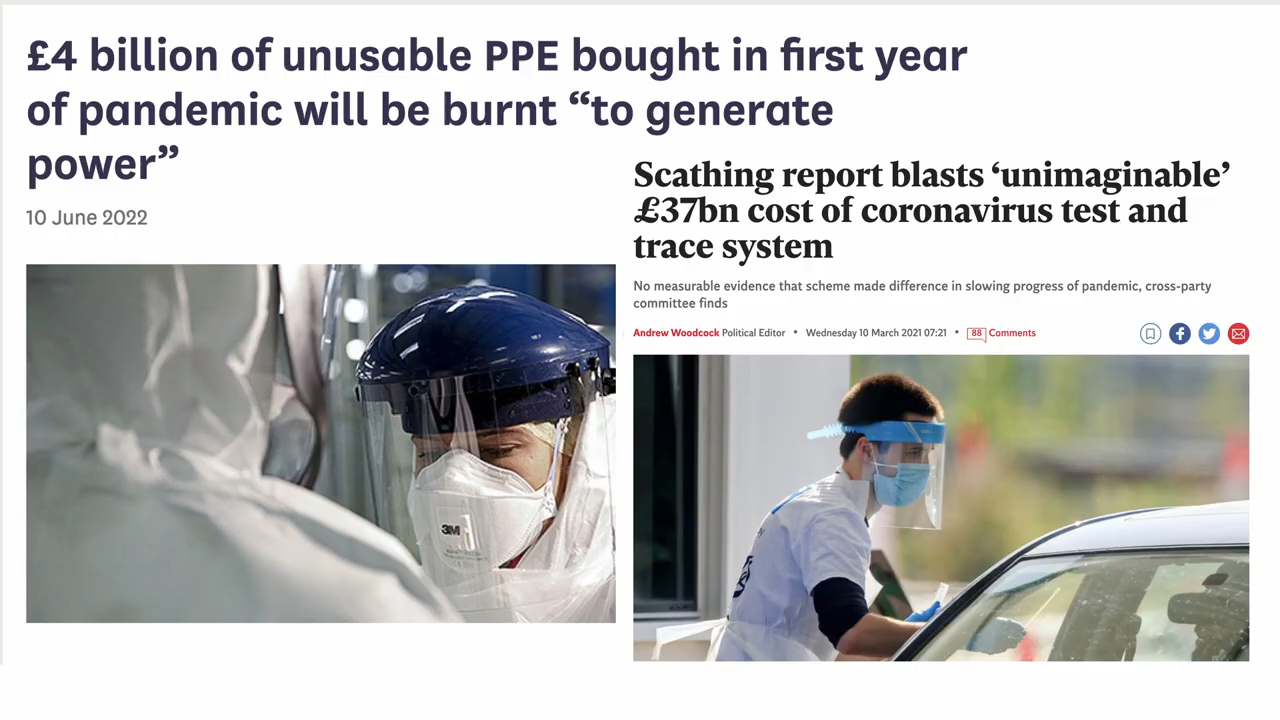 £4 billion of unusable PPE bought in first year
of pandemic will be burnt “to generate
power”
10 June 2022
Scathing report blasts ‘unimaginable’
£37bn cost of coronavirus test and
trace system
No measurable evidence that scheme made difference in slowing progress of pandemic, cross-party
committee finds
Andrew Woodcock Political Editor • Wednesday 10 March 2021 07:21 • 88 Comments
3M